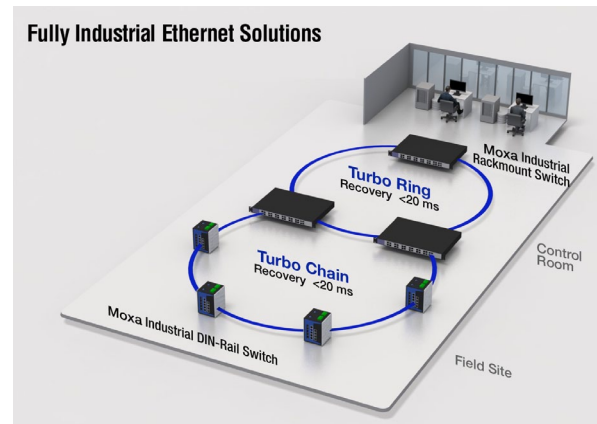 Fully Industrial Ethernet Solutions
Moxa Industrial
Rackmount Switch
Turbo Ring
Recovery <20 ms
Turbo Chain
Recovery <20 ms
Control
Room
Moxa Industrial DIN-Rail Switch
Field Site